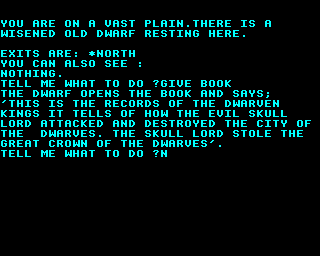 YOU ARE ON A VAST PLAIN.THERE IS A
WISENED OLD DWARF RESTING HERE.
EXITS ARE: *NORTH
YOU CAN ALSO SEE :
NOTHING.
TELL ME WHAT TO DO ?GIVE BOOK
THE DWARF OPENS THE BOOK AND SAYS;
'THIS IS THE RECORDS OF THE DWARVEN
KINGS IT TELLS OF HOW THE EVIL SKULL
LORD ATTACKED AND DESTROYED THE CITY OF
THE  DWARVES. THE SKULL LORD STOLE THE
GREAT CROWN OF THE DWARVES'.
TELL ME WHAT TO DO ?N